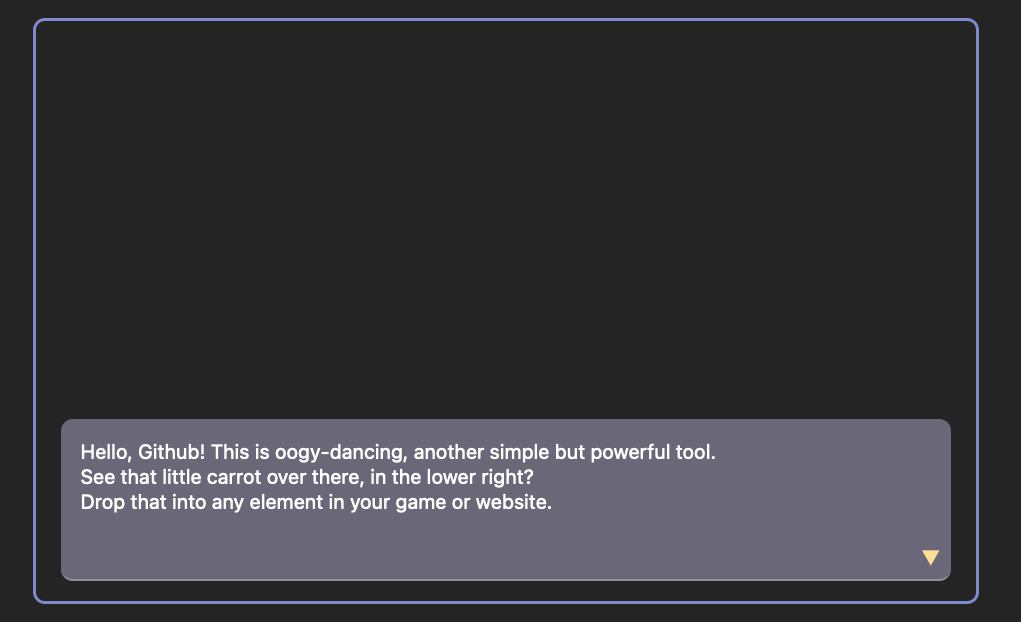 Hello, Github! This is oogy-dancing, another simple but powerful tool.
See that little carrot over there, in the lower right?
Drop that into any element in your game or website.